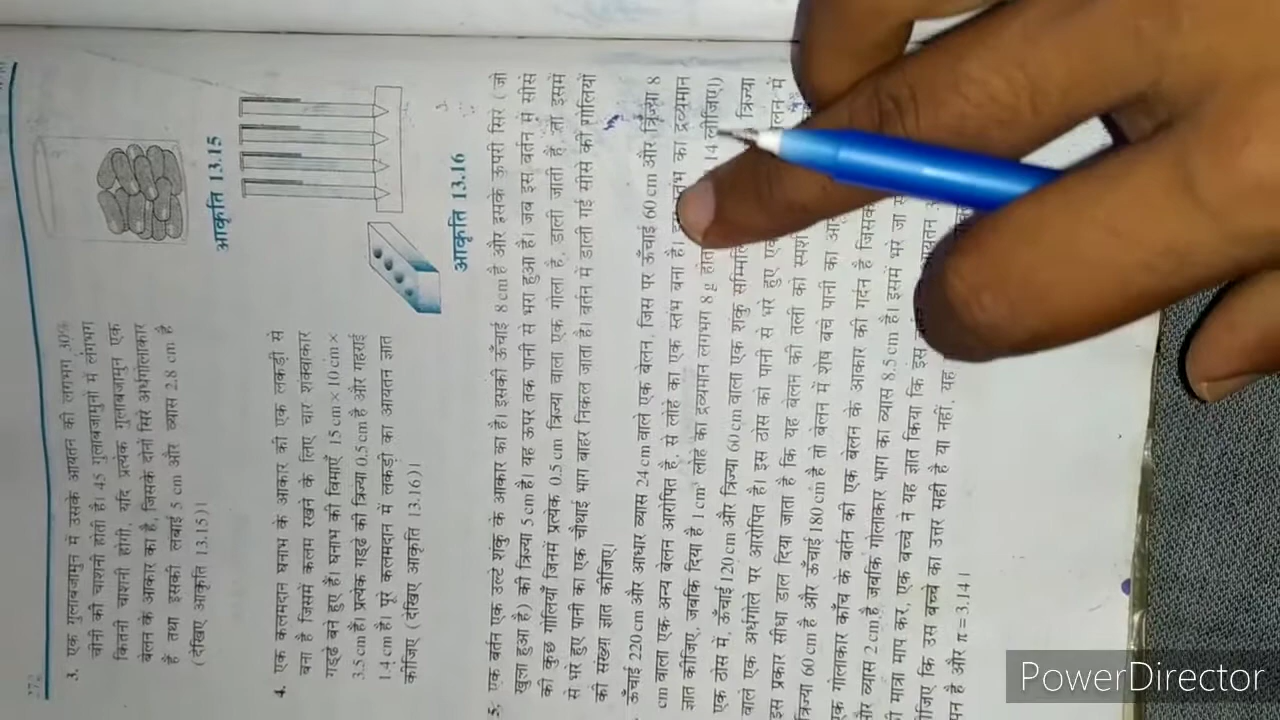 272
3. एक गुलाबजामुन में उसके आयतन की लगभग 30%
चीनी की चाशनी होती है। 45 गुलाबजामुनों में लगभग
कितनी चाशनी होगी, यदि प्रत्येक गुलाबजामुन एक
बेलन के आकार का है, जिसके दोनों सिरे अर्धगोलाकार
हैं तथा इसकी लंबाई 5 cm और व्यास 2.8 cm है
(देखिए आकृति 13.15)।
आकृति 13.15
4. एक कलमदान घनाभ के आकार की एक लकड़ी से
बना है जिसमें कलम रखने के लिए चार शंक्वाकार
गड्ढे बने हुए हैं। घनाभ की विमाएँ 15 cm × 10 cm ×
3.5 cm हैं। प्रत्येक गड्ढे की त्रिज्या 0.5 cm है और गहराई
1.4 cm है। पूरे कलमदान में लकड़ी का आयतन ज्ञात
कीजिए (देखिए आकृति 13.16)।
आकृति 13.16
5. एक बर्तन एक उल्टे शंकु के आकार का है। इसकी ऊँचाई 8 cm है और इसके ऊपरी सिरे (जो
खुला हुआ है) की त्रिज्या 5 cm है। यह ऊपर तक पानी से भरा हुआ है। जब इस बर्तन में सीसे
की कुछ गोलियाँ जिनमें प्रत्येक 0.5 cm त्रिज्या वाला एक गोला है, डाली जाती हैं, तो इसमें
से भरे हुए पानी का एक चौथाई भाग बाहर निकल जाता है। बर्तन में डाली गई सीसे की गोलियों
की संख्या ज्ञात कीजिए।
ऊँचाई 220 cm और आधार व्यास 24 cm वाले एक बेलन, जिस पर ऊँचाई 60 cm और त्रिज्या 8
cm वाला एक अन्य बेलन आरोपित है, से लोहे का एक स्तंभ बना है। इस स्तंभ का द्रव्यमान
ज्ञात कीजिए, जबकि दिया है 1 cm³ लोहे का द्रव्यमान लगभग 8 g होता 14 लीजिए)
एक ठोस में, ऊँचाई 120 cm और त्रिज्या 60 cm वाला एक शंकु सम्मिलित त्रिज्या
वाले एक अर्धगोले पर आरोपित है। इस ठोस को पानी से भरे हुए एक लन में
इस प्रकार सीधा डाल दिया जाता है कि यह बेलन की तली को स्पर्श
त्रिज्या 60 cm है और ऊँचाई 180 cm है तो बेलन में शेष बचे पानी का
एक गोलाकार काँच के बर्तन की एक बेलन के आकार की गर्दन है जिसकी
और व्यास 2 cm है जबकि गोलाकार भाग का व्यास 8.5 cm है। इसमें भरे जा
की मात्रा माप कर, एक बच्चे ने यह ज्ञात किया कि इस आयतन
जिए कि उस बच्चे का उत्तर सही है या नहीं, यह
पन है और π = 3.14।
PowerDirector